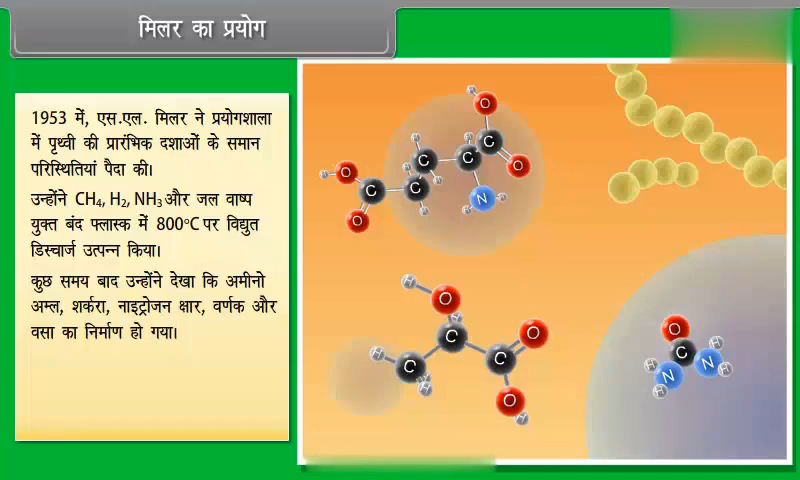 मिलर का प्रयोग
1953 में, एस.एल. मिलर ने प्रयोगशाला
में पृथ्वी की प्रारंभिक दशाओं के समान
परिस्थितियां पैदा की।
उन्होंने CH₄, H₂, NH₃ और जल वाष्प
युक्त बंद फ्लास्क में 800°C पर विद्युत
डिस्चार्ज उत्पन्न किया।
कुछ समय बाद उन्होंने देखा कि अमीनो
अम्ल, शर्करा, नाइट्रोजन क्षार, वर्णक और
वसा का निर्माण हो गया।
H O C O C C H H C H C O H O N H H
H O C H C C O H H H O H
O C N N H H H H